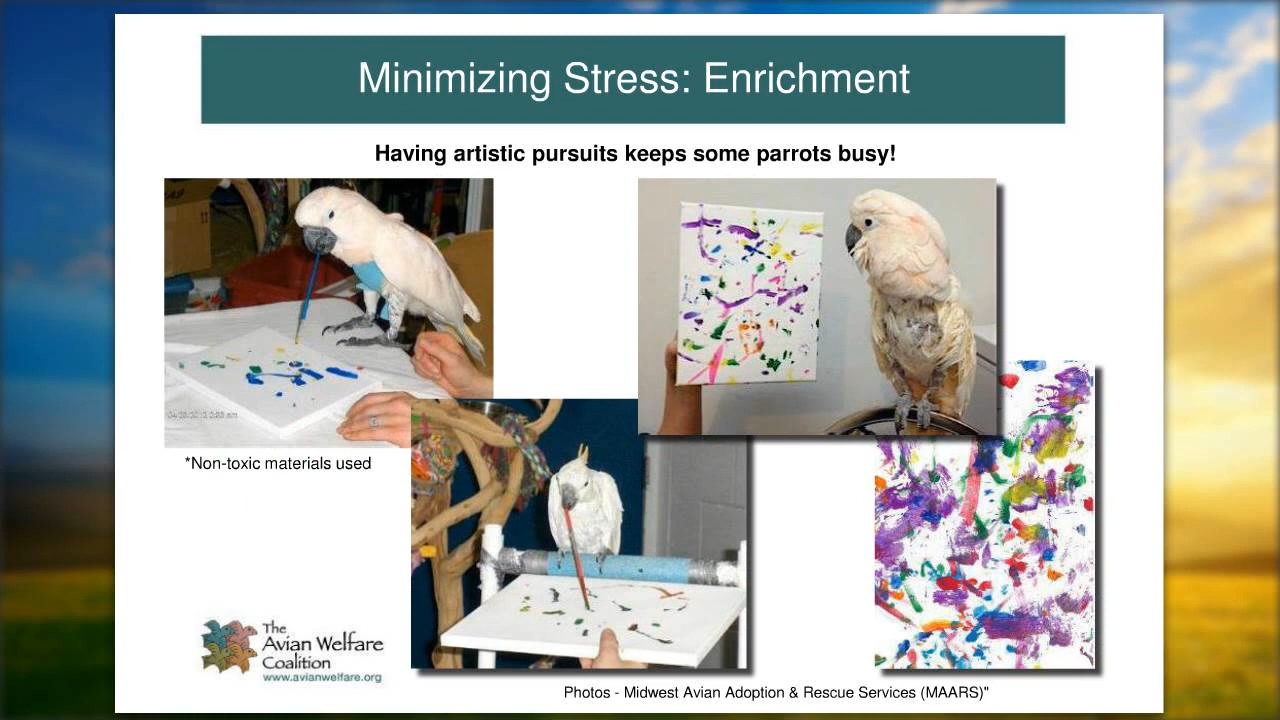 Minimizing Stress: Enrichment
Having artistic pursuits keeps some parrots busy!
*Non-toxic materials used
The
Avian Welfare
Coalition
www.avianwelfare.org
Photos - Midwest Avian Adoption & Rescue Services (MAARS)"